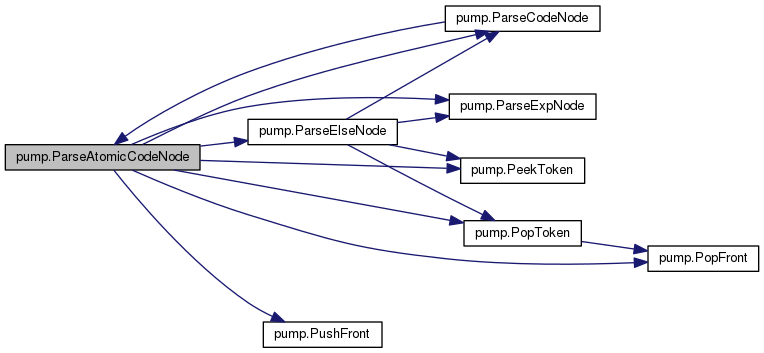 pump.ParseCodeNode
pump.ParseExpNode
pump.ParseElseNode
pump.ParseAtomicCodeNode
pump.PeekToken
pump.PopToken
pump.PopFront
pump.PushFront